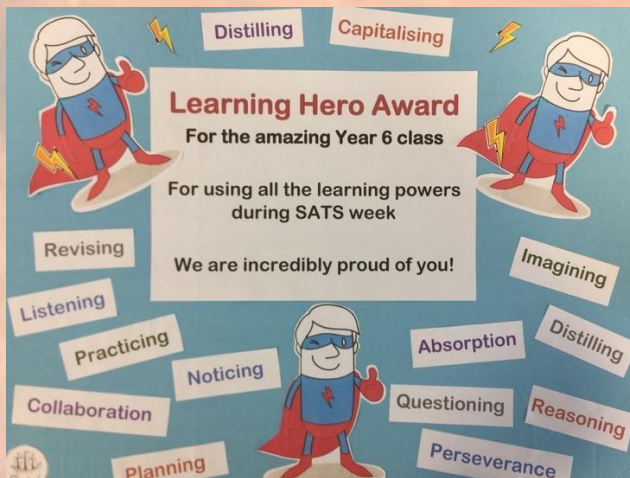 Distilling
Capitalising
Learning Hero Award
For the amazing Year 6 class
For using all the learning powers
during SATS week
We are incredibly proud of you!
Revising
Imagining
Listening
Practicing
Noticing
Absorption
Distilling
Collaboration
Questioning
Reasoning
Planning
Perseverance